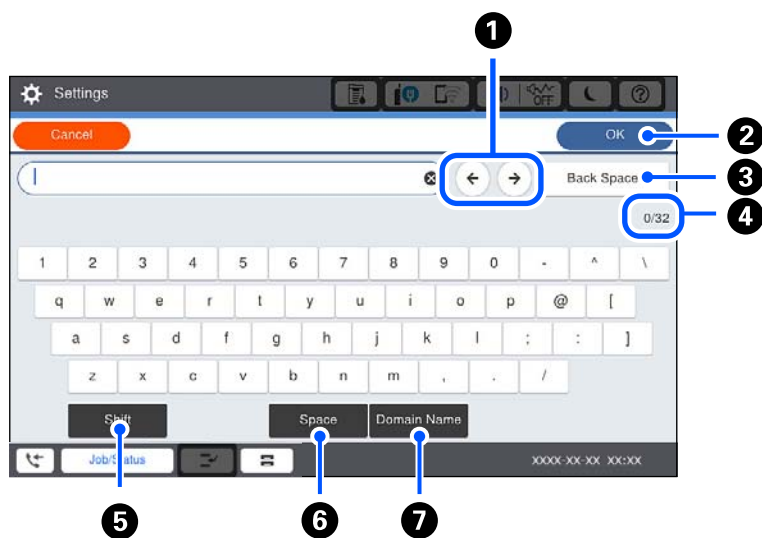 1
Settings
OFF
Cancel
OK
2
Back Space
3
0/32
4
1 2 3 4 5 6 7 8 9 0 - ^ \
q w e r t y u i o p @ [
a s d f g h j k l ; : ]
z x c v b n m , . /
Shift Space Domain Name
Job/Status
XXXX-XX-XX XX:XX
5 6 7